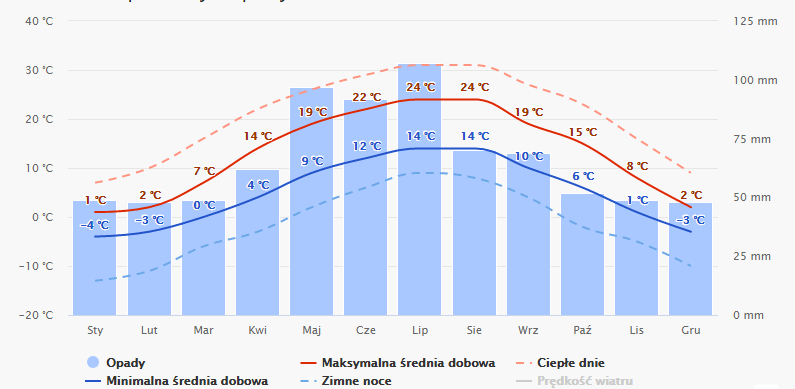 40 °C 125 mm
30 °C 100 mm
20 °C 75 mm
10 °C 50 mm
0 °C 25 mm
−10 °C 0 mm
−20 °C
1 °C 2 °C 7 °C 14 °C 19 °C 22 °C 24 °C 24 °C 19 °C 15 °C 8 °C 2 °C
−4 °C −3 °C 0 °C 4 °C 9 °C 12 °C 14 °C 14 °C 10 °C 6 °C 1 °C −3 °C
Sty Lut Mar Kwi Maj Cze Lip Sie Wrz Paź Lis Gru
Opady Maksymalna średnia dobowa Ciepłe dnie
Minimalna średnia dobowa Zimne noce Prędkość wiatru